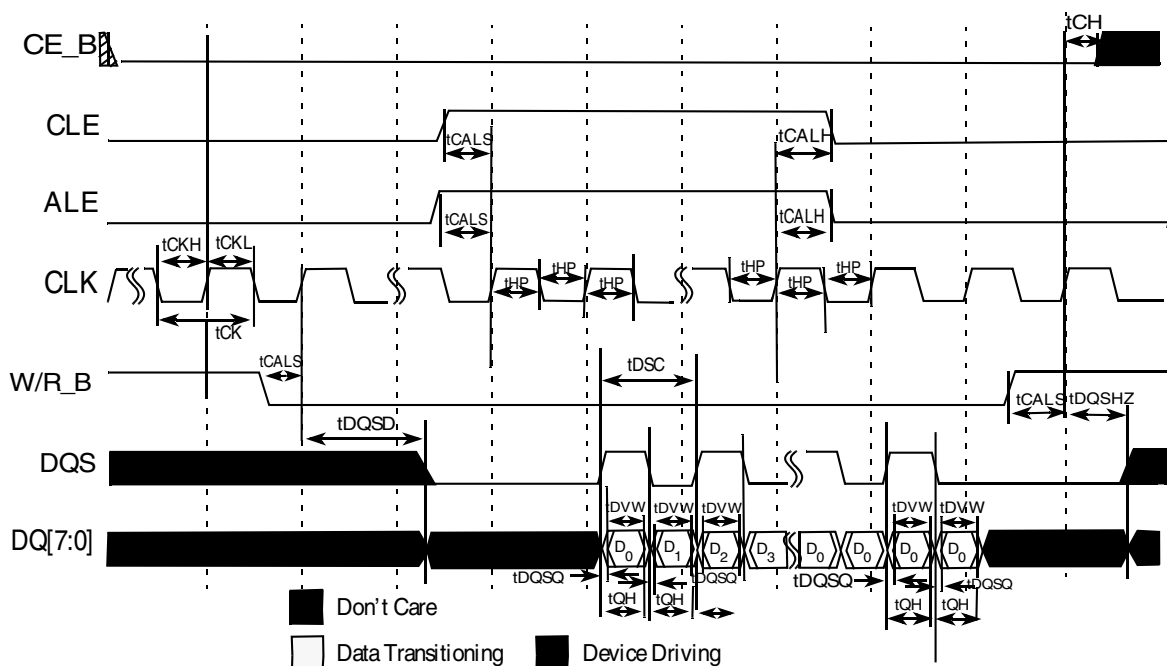 tCH
CE_B
CLE
tCALS
tCALH
ALE
tCALS
tCALH
tCKH
tCKL
CLK
tHP
tHP
tHP
tHP
tHP
tHP
tCK
tCALS
tDSC
W/R_B
tCALS
tDQSHZ
tDQSD
DQS
tDVW
tDVW
tDVW
tDVW
tDVW
DQ[7:0]
D0
D1
D2
D3
D0
D0
D0
D0
tDQSQ
tDQSQ
tDQSQ
tDQSQ
tQH
tQH
tQH
tQH
Don't Care
Data Transitioning
Device Driving